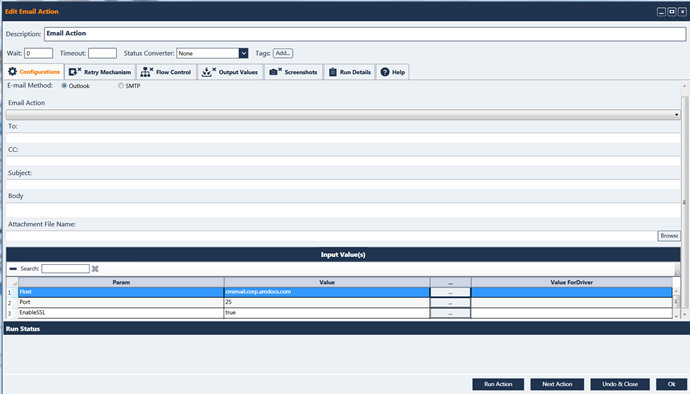 Edit Email Action
Description: Email Action
Wait: 0 Timeout: Status Converter: None Tags: Add..
Configurations Retry Mechanism Flow Control Output Values Screenshots Run Details Help
E-mail Method: Outlook SMTP
Email Action
To:
CC:
Subject:
Body
Attachment File Name:
Browse
Input Value(s)
Search:
Param Value ... Value ForDriver
1 Host cmimail.corp.amdocs.com ...
2 Port 25 ...
3 EnableSSL true ...
Run Status
Run Action Next Action Undo & Close Ok